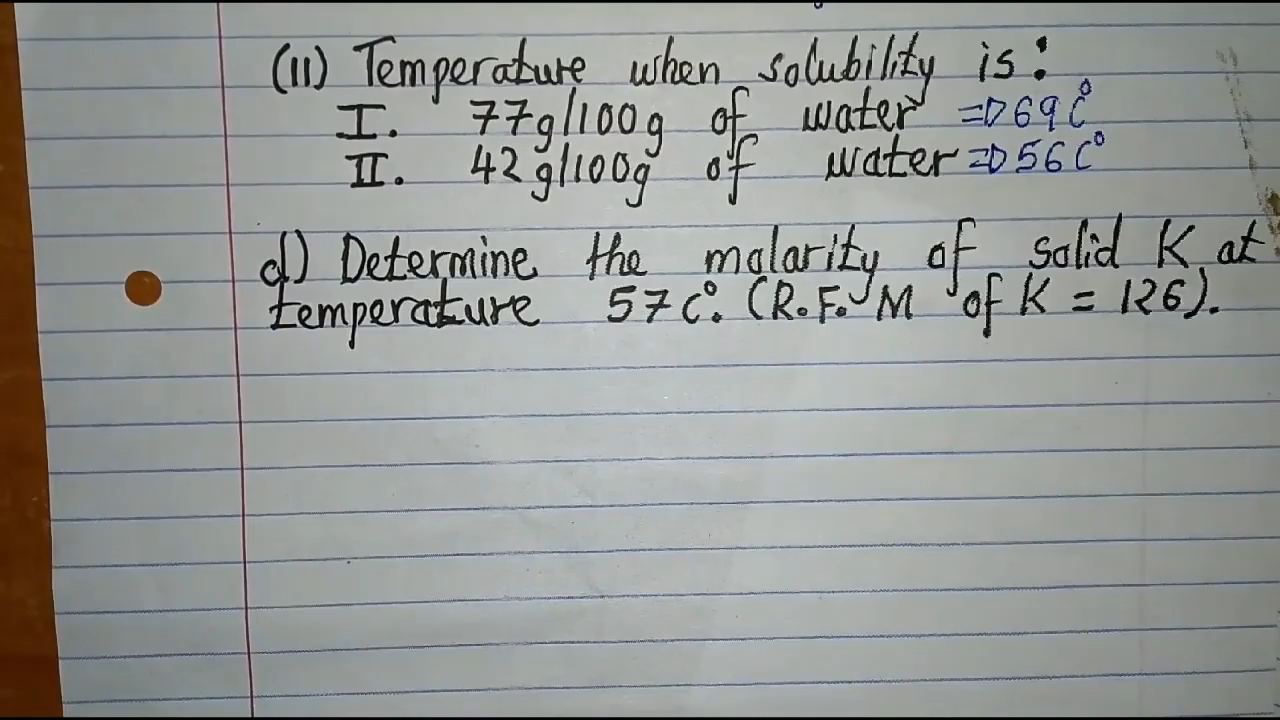 (11) Temperature when solubility is:
I. 77g/100g of water => 69C°
II. 42g/100g of water => 56C°
d) Determine the molarity of solid K at
temperature 57C°. (R.F.M of K = 126).